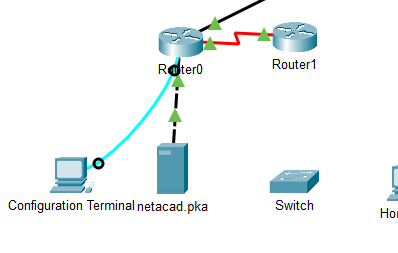 Router0
Router1
Configuration Terminal
netacad.pka
Switch